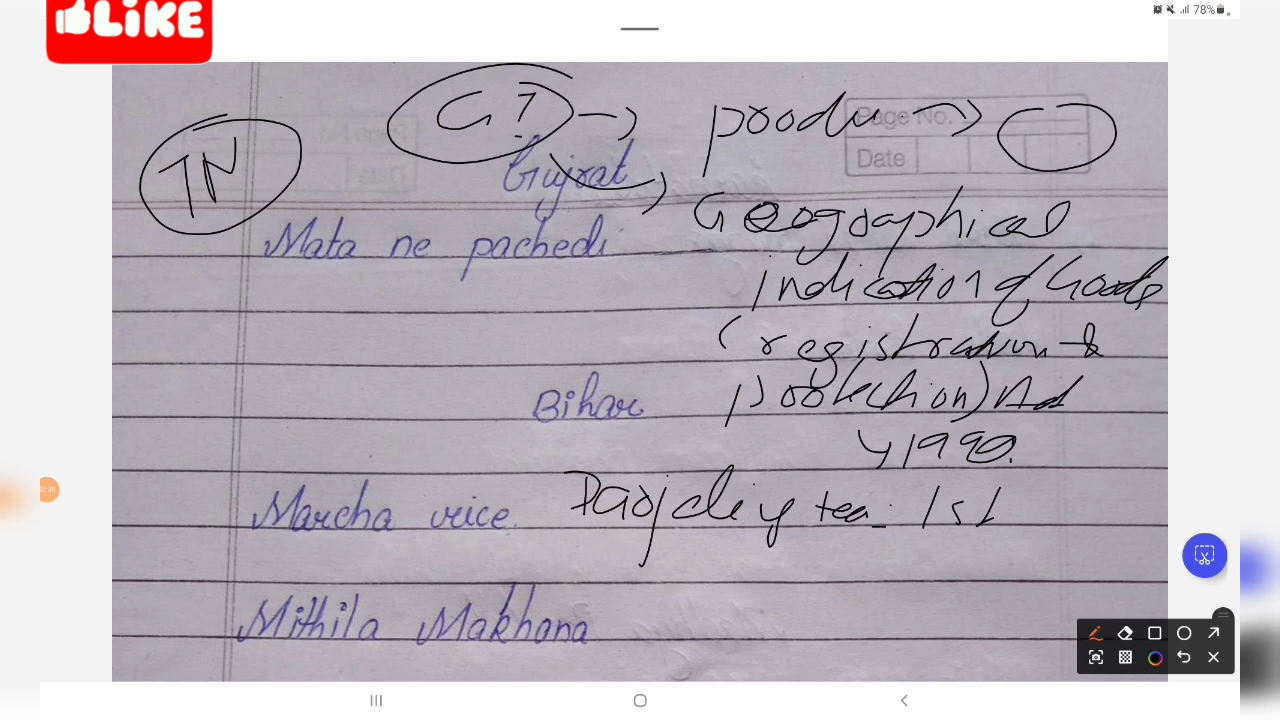 LIKE
78%
GI → produ → 
TN
Page No.
Date
Gujrat
Geographical
Mata ne pachedi
indication of Goods
(registration &
Bihar
protection) Act
1999.
Marcha rice
Darjeeling tea - 1st
Mithila Makhana